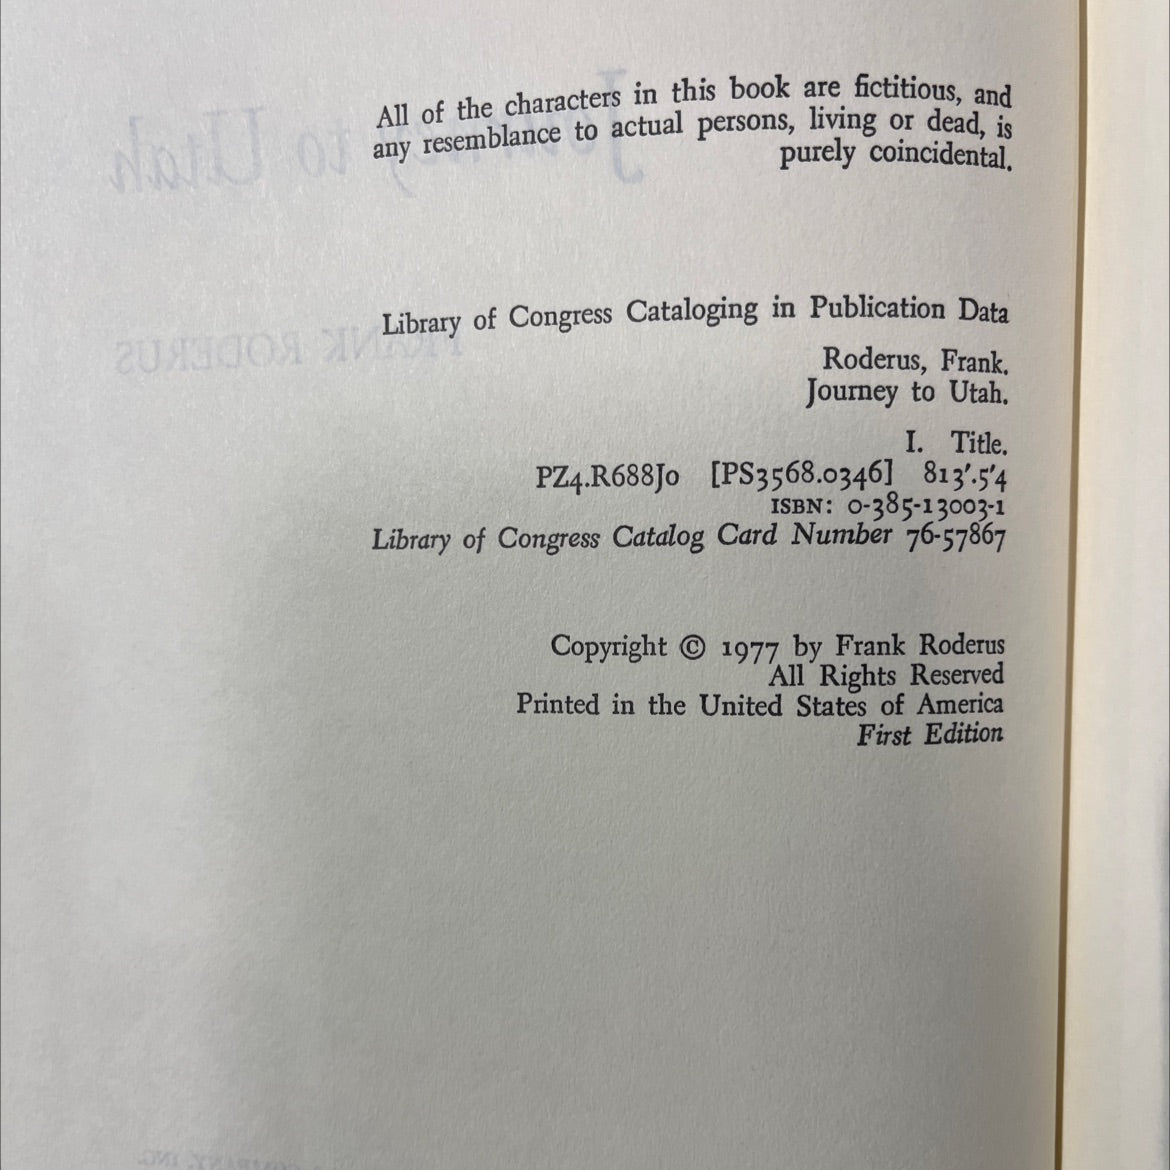 All of the characters in this book are fictitious, and
any resemblance to actual persons, living or dead, is
purely coincidental.
Library of Congress Cataloging in Publication Data
Roderus, Frank.
Journey to Utah.
I. Title.
PZ4.R688Jo [PS3568.O346] 813'.5'4
ISBN: 0-385-13003-1
Library of Congress Catalog Card Number 76-57867
Copyright © 1977 by Frank Roderus
All Rights Reserved
Printed in the United States of America
First Edition